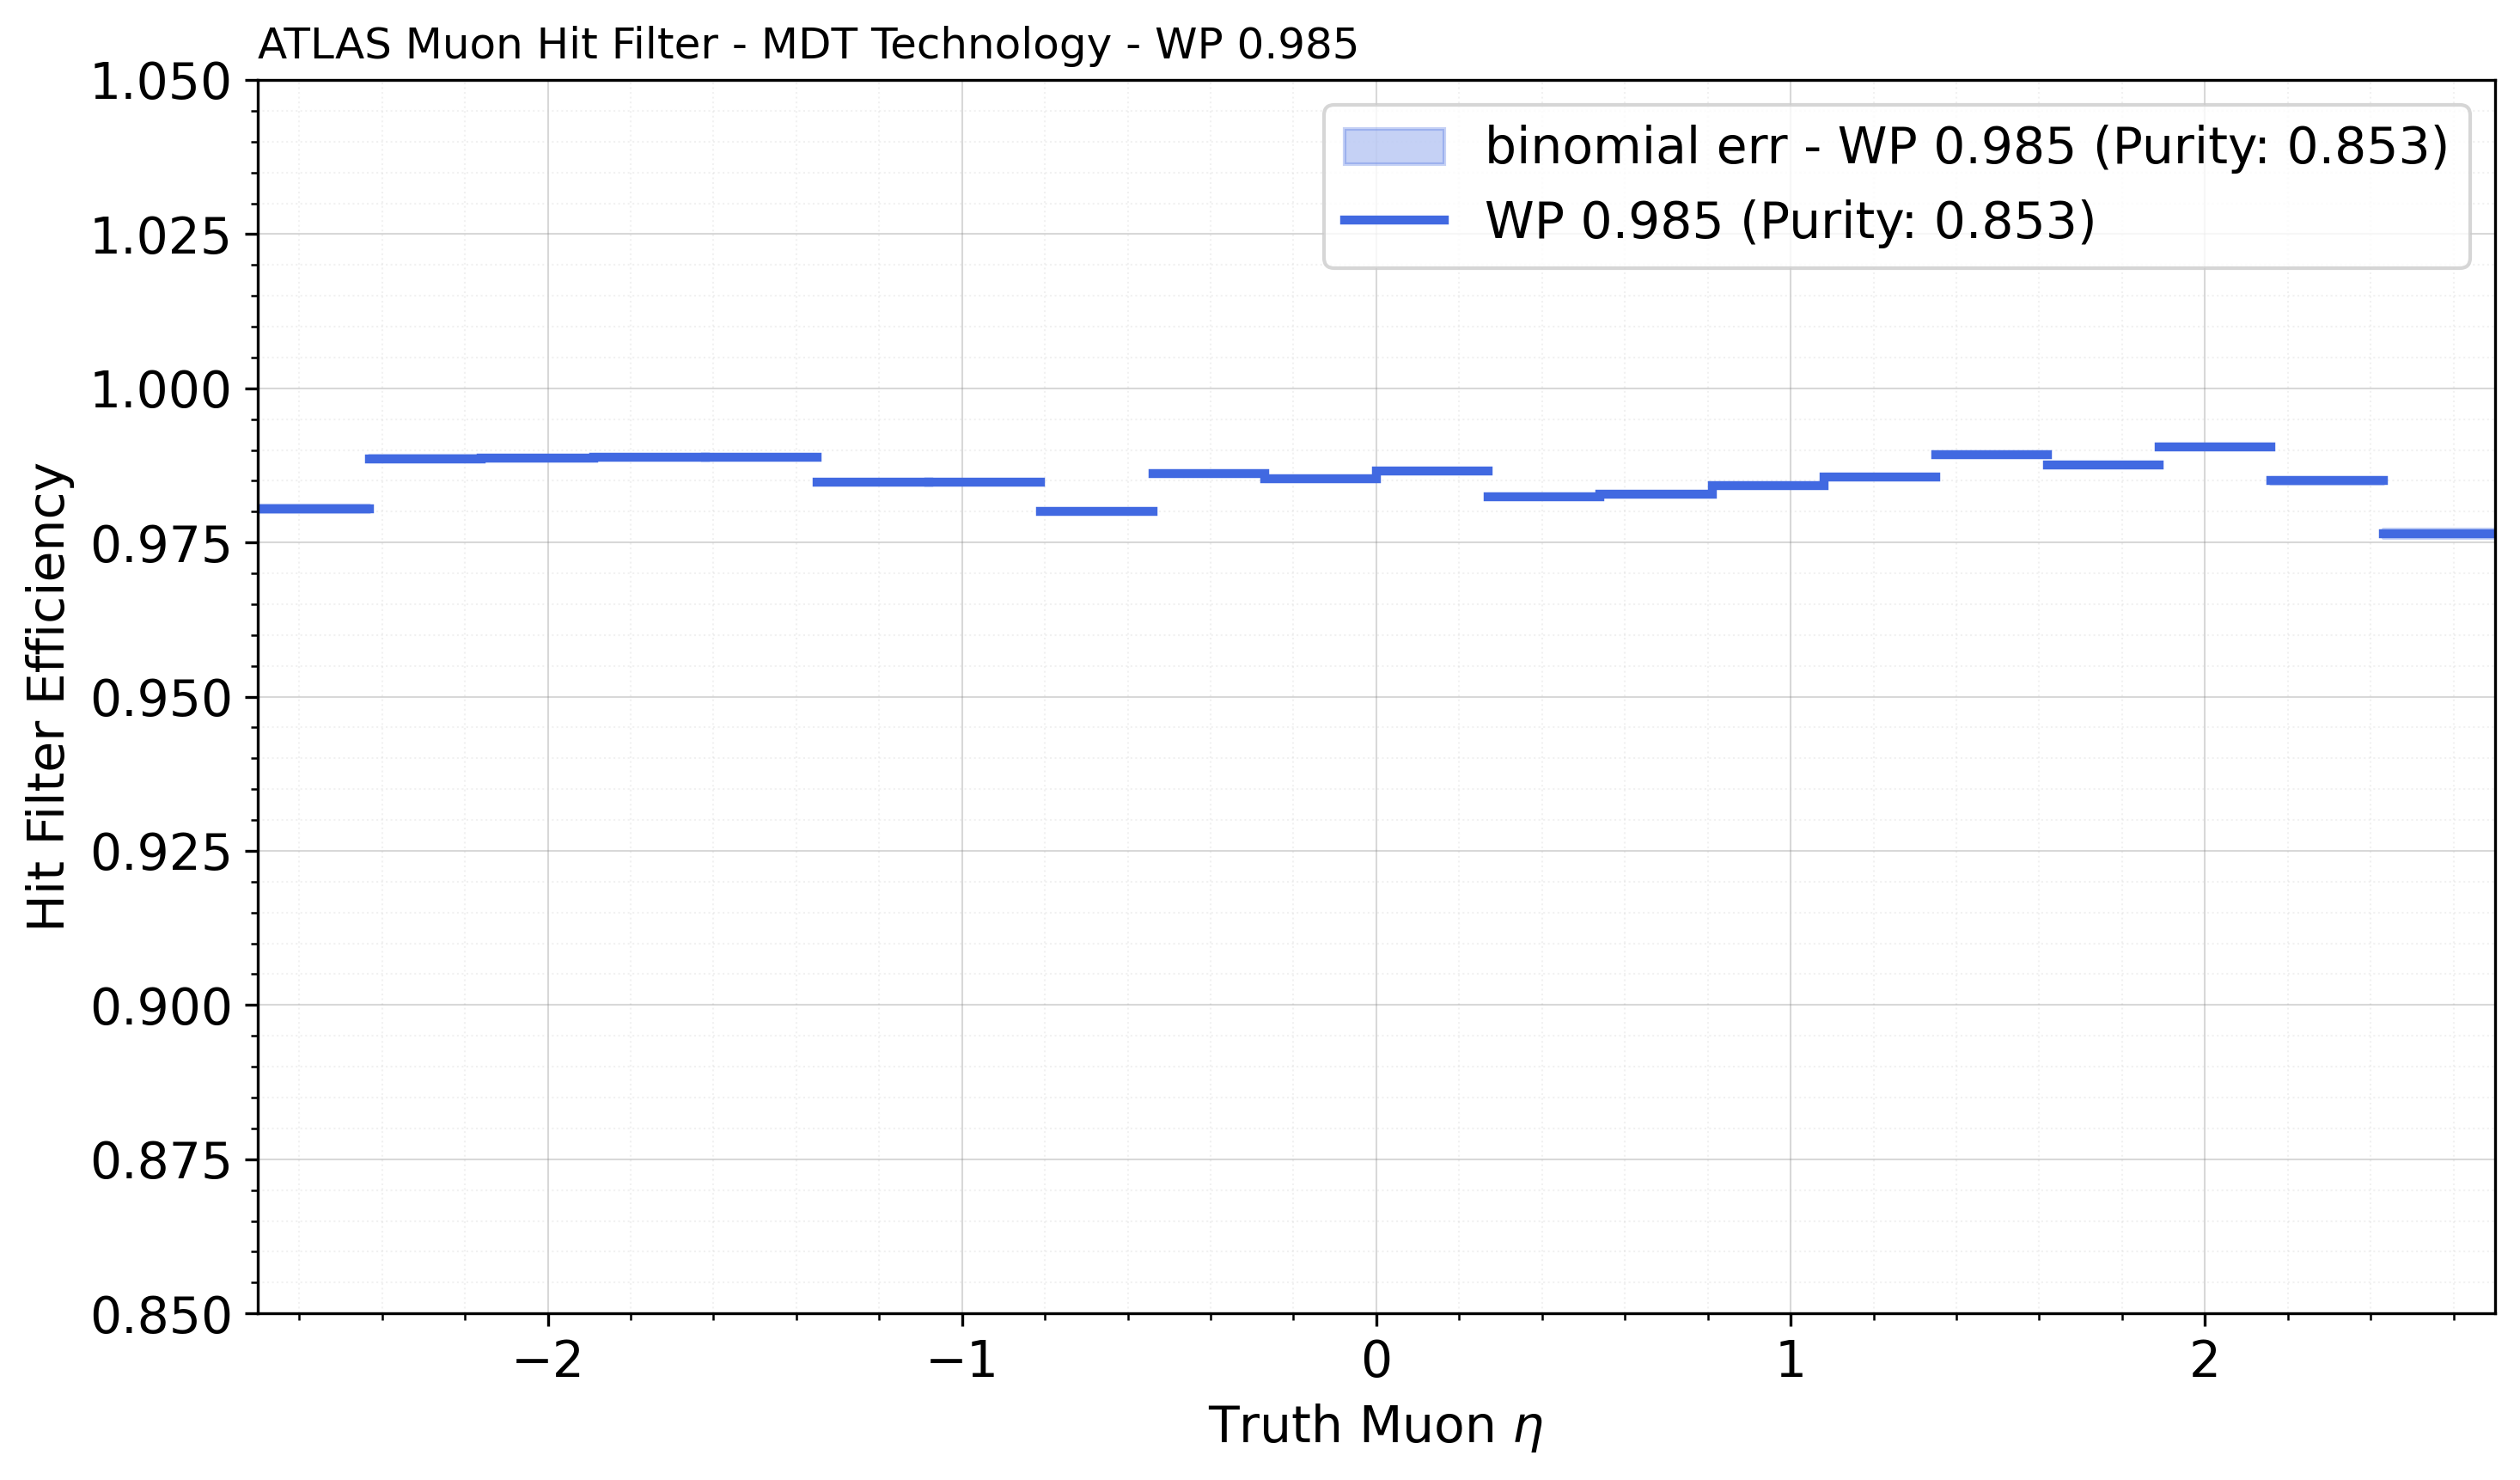 ATLAS Muon Hit Filter - MDT Technology - WP 0.985
1.050
1.025
1.000
0.975
0.950
0.925
0.900
0.875
0.850
Hit Filter Efficiency
binomial err - WP 0.985 (Purity: 0.853)
WP 0.985 (Purity: 0.853)
−2
−1
0
1
2
Truth Muon η